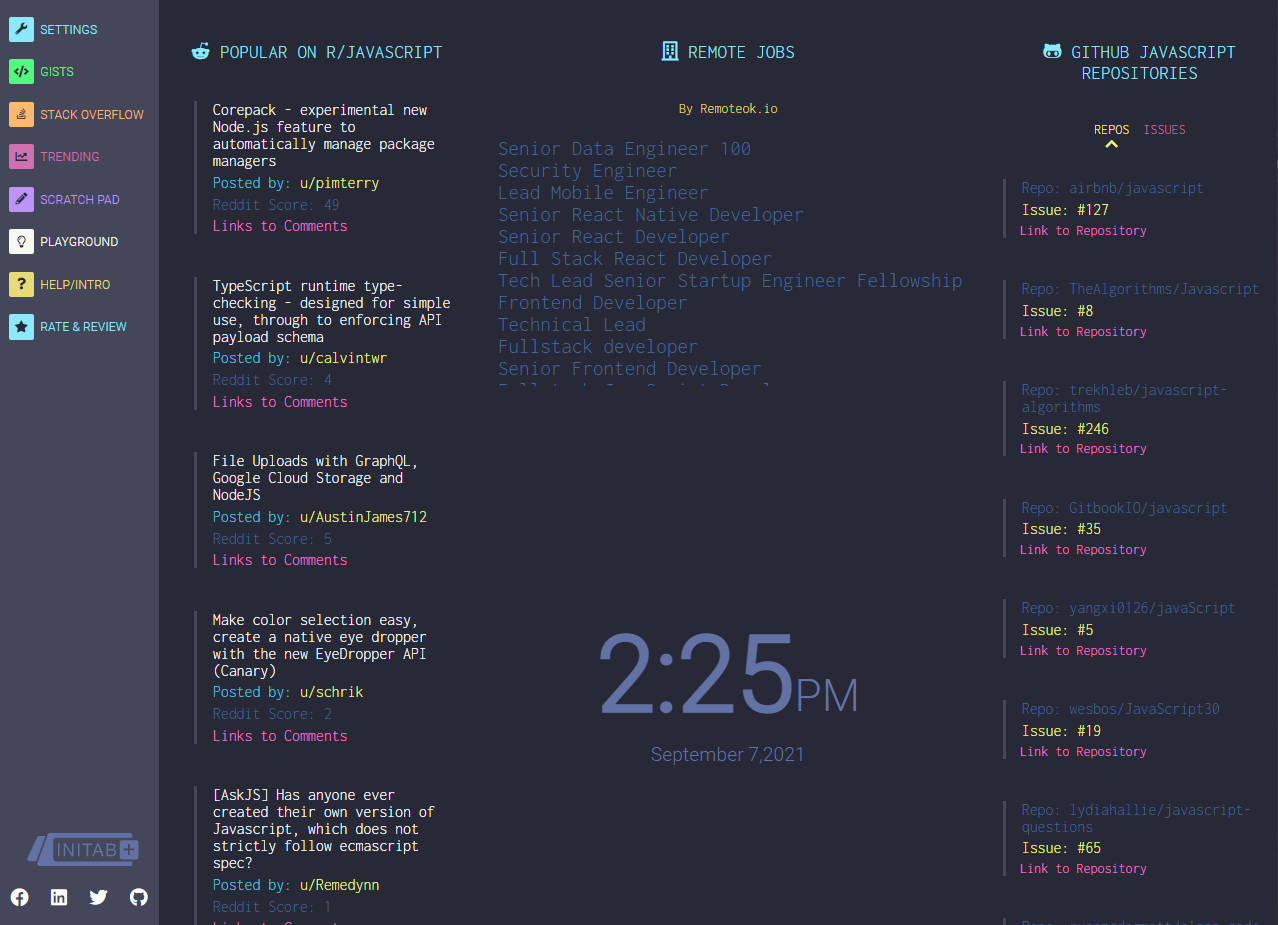 SETTINGS
GISTS
STACK OVERFLOW
TRENDING
SCRATCH PAD
PLAYGROUND
HELP/INTRO
RATE & REVIEW
INITAB+
POPULAR ON R/JAVASCRIPT
Corepack - experimental new
Node.js feature to
automatically manage package
managers
Posted by: u/pimterry
Reddit Score: 49
Links to Comments
TypeScript runtime type-
checking - designed for simple
use, through to enforcing API
payload schema
Posted by: u/calvintwr
Reddit Score: 4
Links to Comments
File Uploads with GraphQL,
Google Cloud Storage and
NodeJS
Posted by: u/AustinJames712
Reddit Score: 5
Links to Comments
Make color selection easy,
create a native eye dropper
with the new EyeDropper API
(Canary)
Posted by: u/schrik
Reddit Score: 2
Links to Comments
[AskJS] Has anyone ever
created their own version of
Javascript, which does not
strictly follow ecmascript
spec?
Posted by: u/Remedynn
Reddit Score: 1
REMOTE JOBS
By Remoteok.io
Senior Data Engineer 100
Security Engineer
Lead Mobile Engineer
Senior React Native Developer
Senior React Developer
Full Stack React Developer
Tech Lead Senior Startup Engineer Fellowship
Frontend Developer
Technical Lead
Fullstack developer
Senior Frontend Developer
2:25PM
September 7,2021
GITHUB JAVASCRIPT
REPOSITORIES
REPOS ISSUES
Repo: airbnb/javascript
Issue: #127
Link to Repository
Repo: TheAlgorithms/Javascript
Issue: #8
Link to Repository
Repo: trekhleb/javascript-
algorithms
Issue: #246
Link to Repository
Repo: GitbookIO/javascript
Issue: #35
Link to Repository
Repo: yangxi0126/javaScript
Issue: #5
Link to Repository
Repo: wesbos/JavaScript30
Issue: #19
Link to Repository
Repo: lydiahallie/javascript-
questions
Issue: #65
Link to Repository